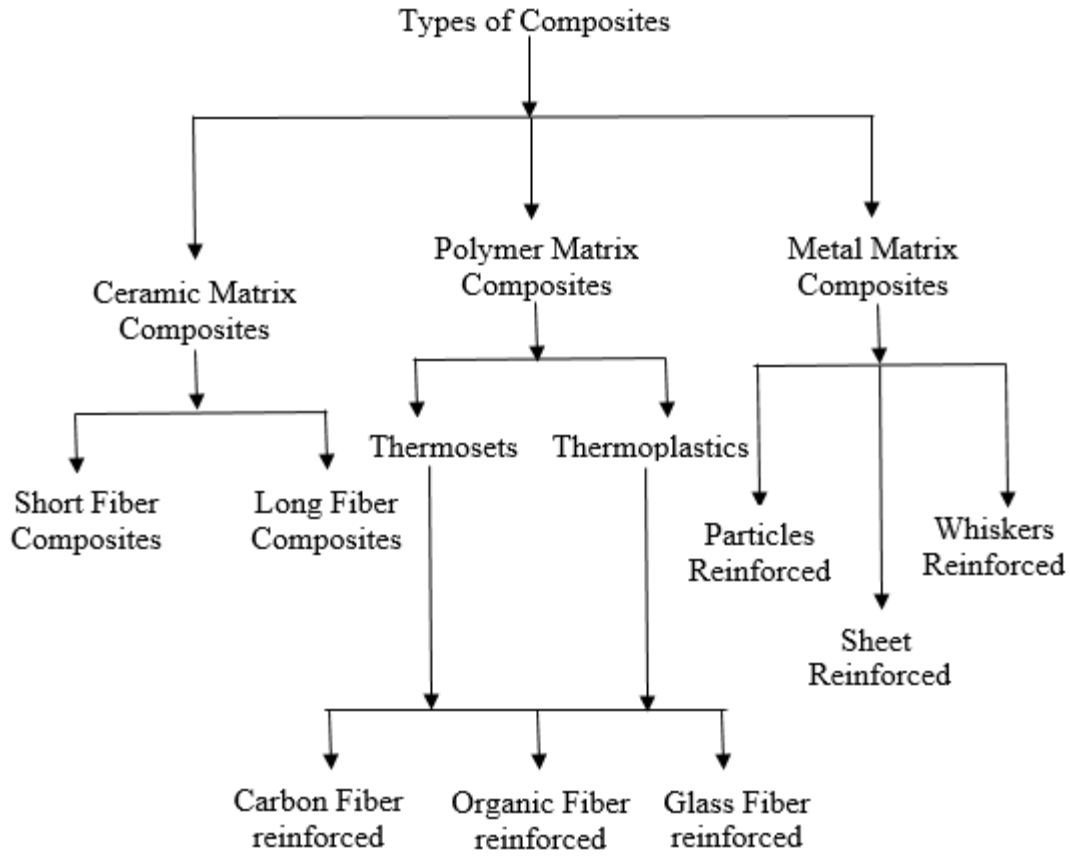 Types of Composites
Ceramic Matrix
Composites
Polymer Matrix
Composites
Metal Matrix
Composites
Short Fiber
Composites
Long Fiber
Composites
Thermosets
Thermoplastics
Particles
Reinforced
Sheet
Reinforced
Whiskers
Reinforced
Carbon Fiber
reinforced
Organic Fiber
reinforced
Glass Fiber
reinforced